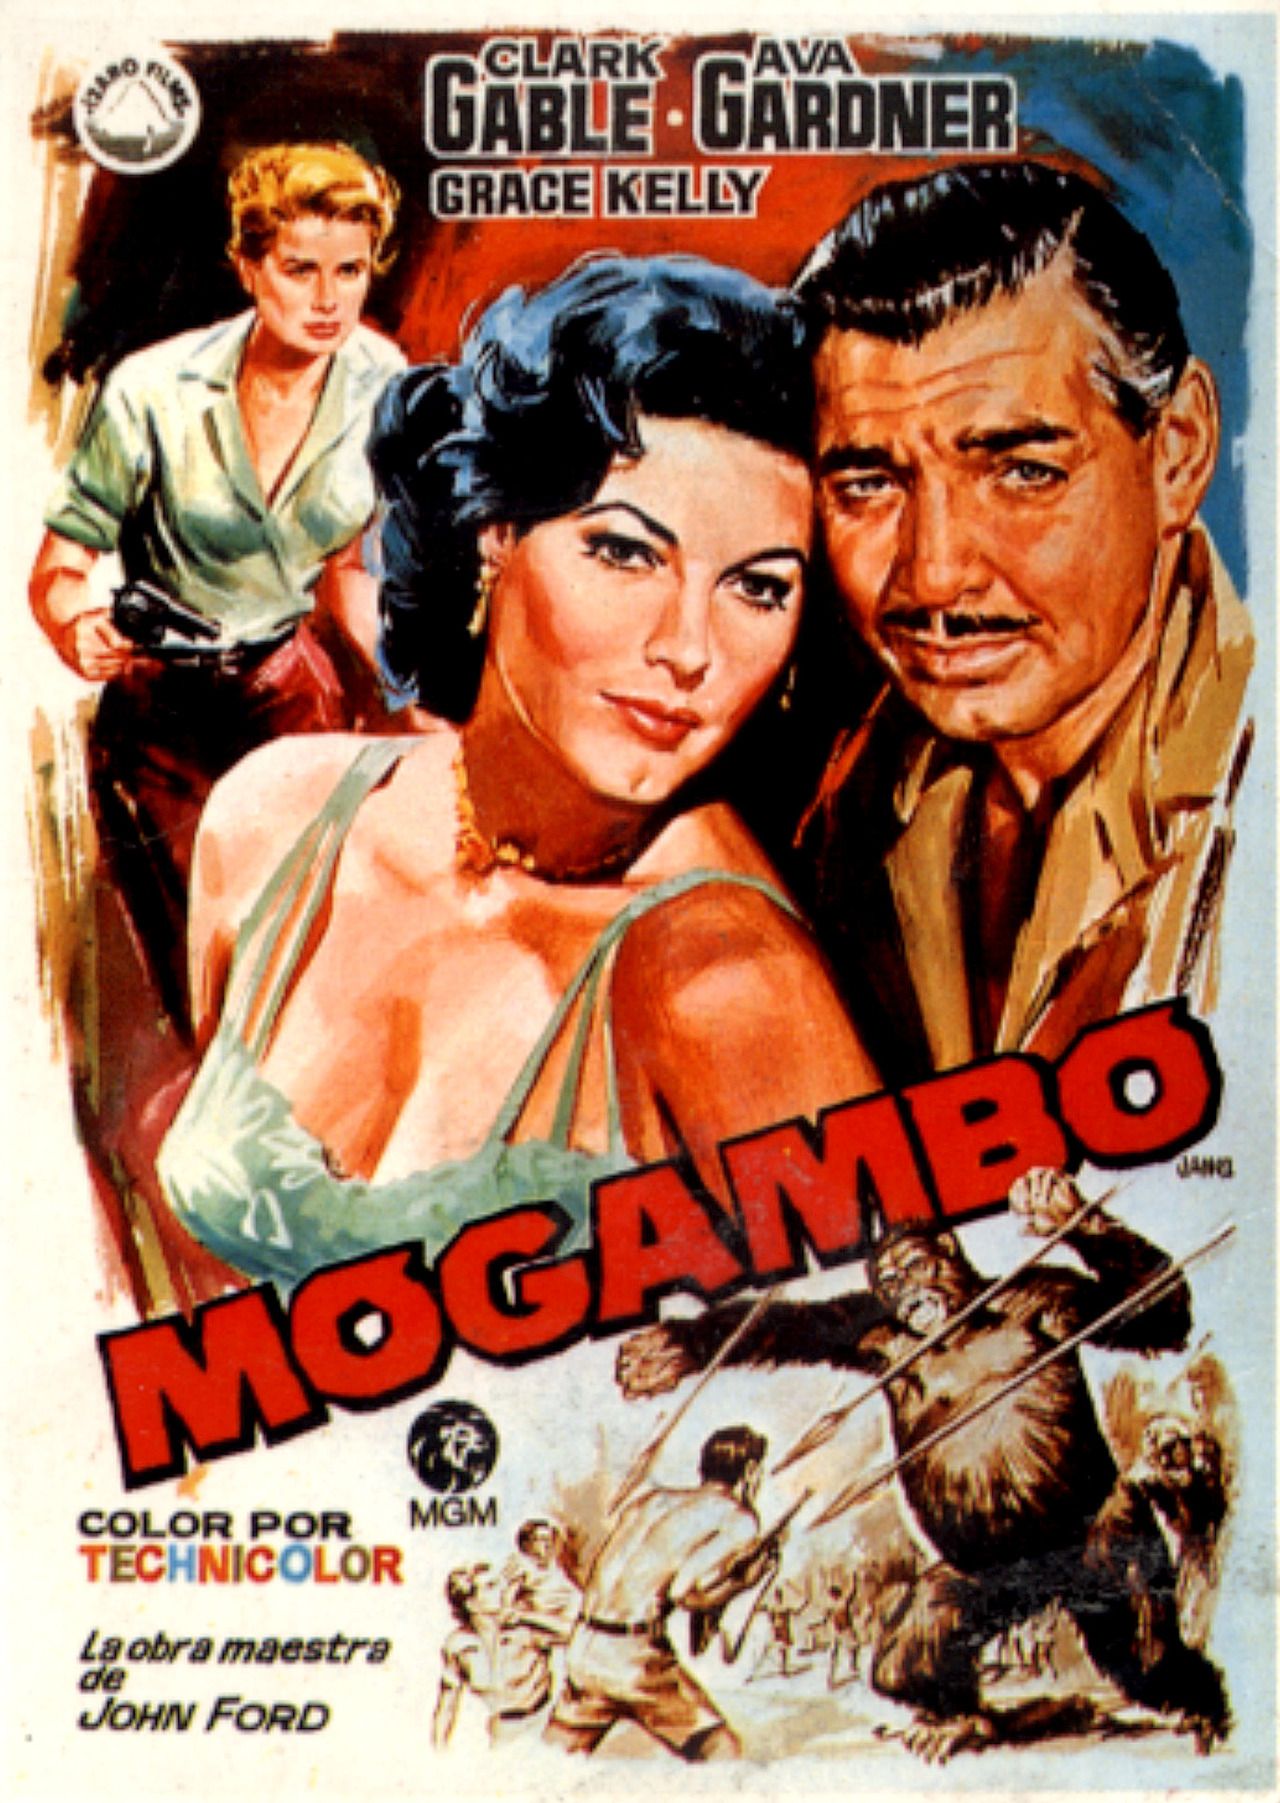 CLARK AVA
GABLE · GARDNER
GRACE KELLY
MOGAMBO
JANO
MGM
COLOR POR
TECHNICOLOR
La obra maestra
de
JOHN FORD